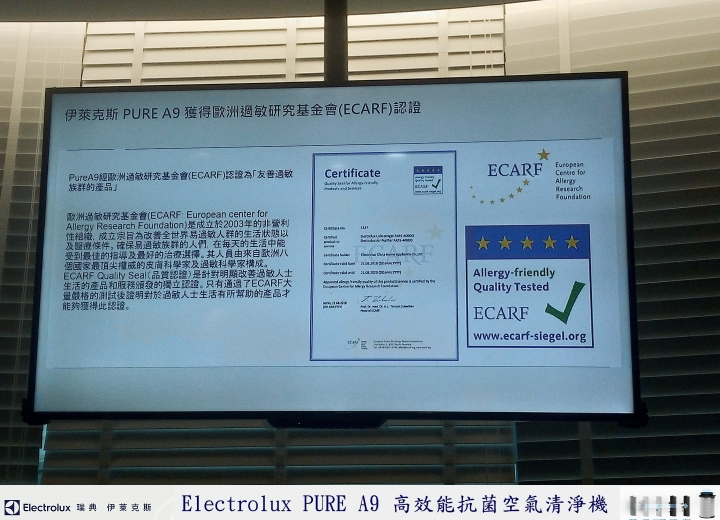 伊萊克斯 PURE A9 獲得歐洲過敏研究基金會(ECARF)認證
PureA9經歐洲過敏研究基金會(ECARF)認證為「友善過敏
族群的產品」
歐洲過敏研究基金會(ECARF European center for
Allergy Research Foundation)是成立於2003年的非營利
性組織，成立宗旨為改善全世界易過敏人群的生活狀態以
及醫療條件。確保易過敏族群的人們，在每天的生活中能
受到最佳的指導及最好的治療選擇。其人員由來自歐洲八
個國家最頂尖權威的皮膚科學家及過敏科學家構成。
ECARF Quality Seal(品質認證)是針對明顯改善過敏人士
生活的產品和服務頒發的獨立認證。只有通過了ECARF大
量嚴格的測試後證明對於過敏人士生活有所幫助的產品才
能夠獲得此認證。
Certificate
Quality Seal for Allergy-friendly
Products and Services
ECARF
European
Centre for
Allergy
Research
Foundation
Allergy-friendly
Quality Tested
ECARF
www.ecarf-siegel.org
Electrolux 瑞典 伊萊克斯
Electrolux PURE A9 高效能抗菌空氣清淨機